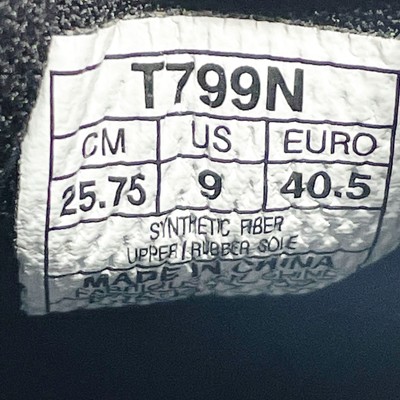 T799N
CM US EURO
25.75 9 40.5
SYNTHETIC FIBER
UPPER / RUBBER SOLE
MADE IN CHINA